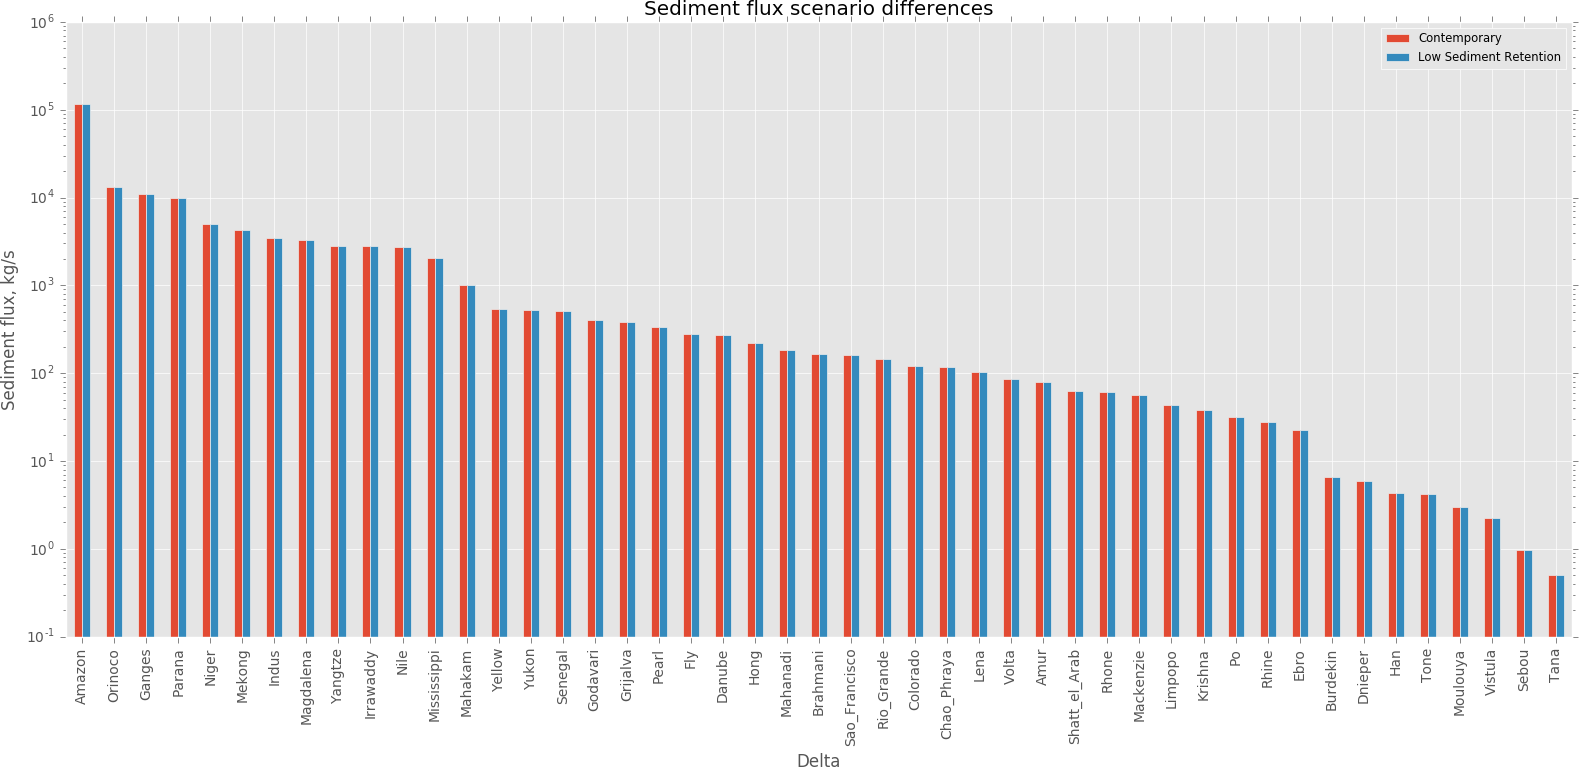 Sediment flux scenario differences
Contemporary
Low Sediment Retention
Sediment flux, kg/s
10^6
10^5
10^4
10^3
10^2
10^1
10^0
10^-1
Amazon
Orinoco
Ganges
Parana
Niger
Mekong
Indus
Magdalena
Yangtze
Irrawaddy
Nile
Mississippi
Mahakam
Yellow
Yukon
Senegal
Godavari
Grijalva
Pearl
Fly
Danube
Hong
Mahanadi
Brahmani
Sao_Francisco
Rio_Grande
Colorado
Chao_Phraya
Lena
Volta
Amur
Shatt_el_Arab
Rhone
Mackenzie
Limpopo
Krishna
Po
Rhine
Ebro
Burdekin
Dnieper
Han
Tone
Moulouya
Vistula
Sebou
Tana
Delta